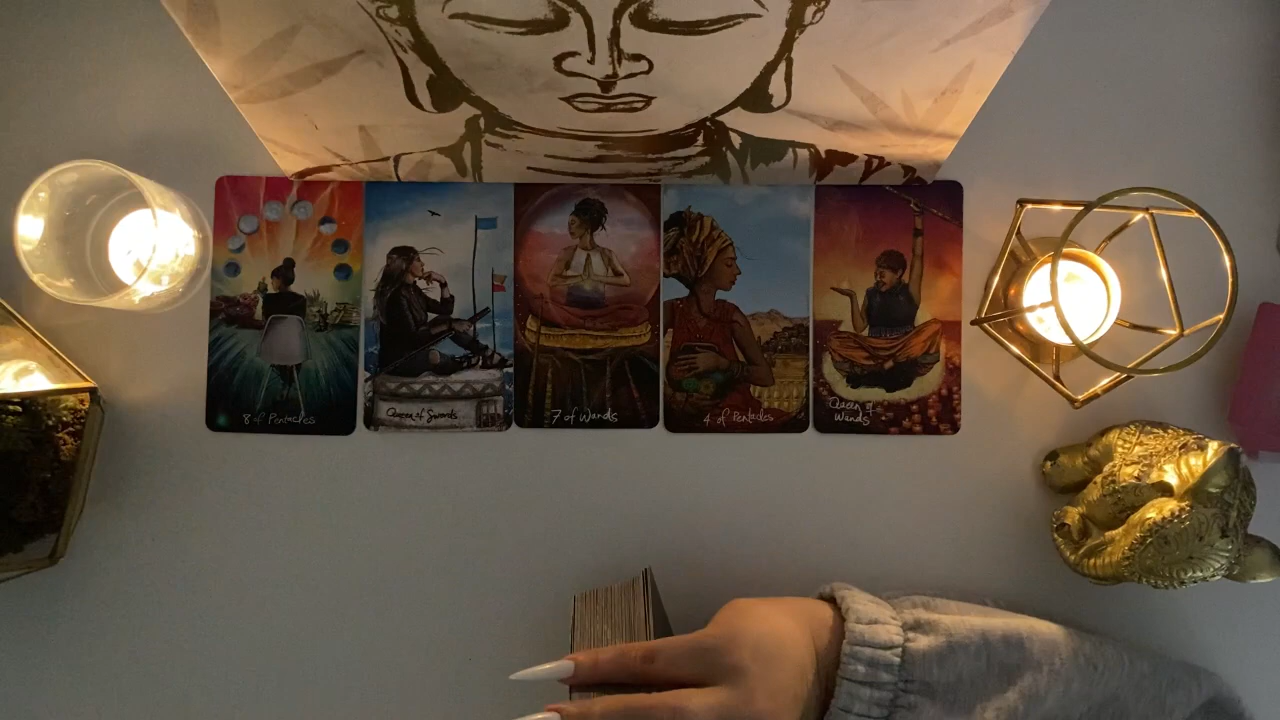 8 of Pentacles
Queen of Swords
7 of Wands
4 of Pentacles
Queen of
Wands